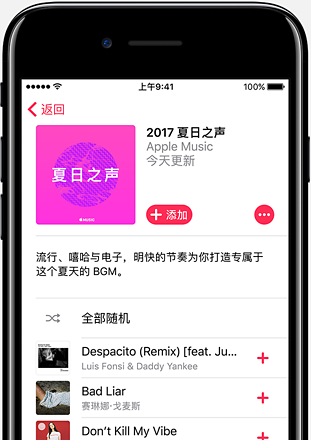 上午9:41
100%
返回
夏日之声
MUSIC
2017 夏日之声
Apple Music
今天更新
添加
流行、嘻哈与电子，明快的节奏为你打造专属于
这个夏天的 BGM。
全部随机
Despacito (Remix) [feat. Ju...
Luis Fonsi & Daddy Yankee
Bad Liar
赛琳娜·戈麦斯
Don't Kill My Vibe